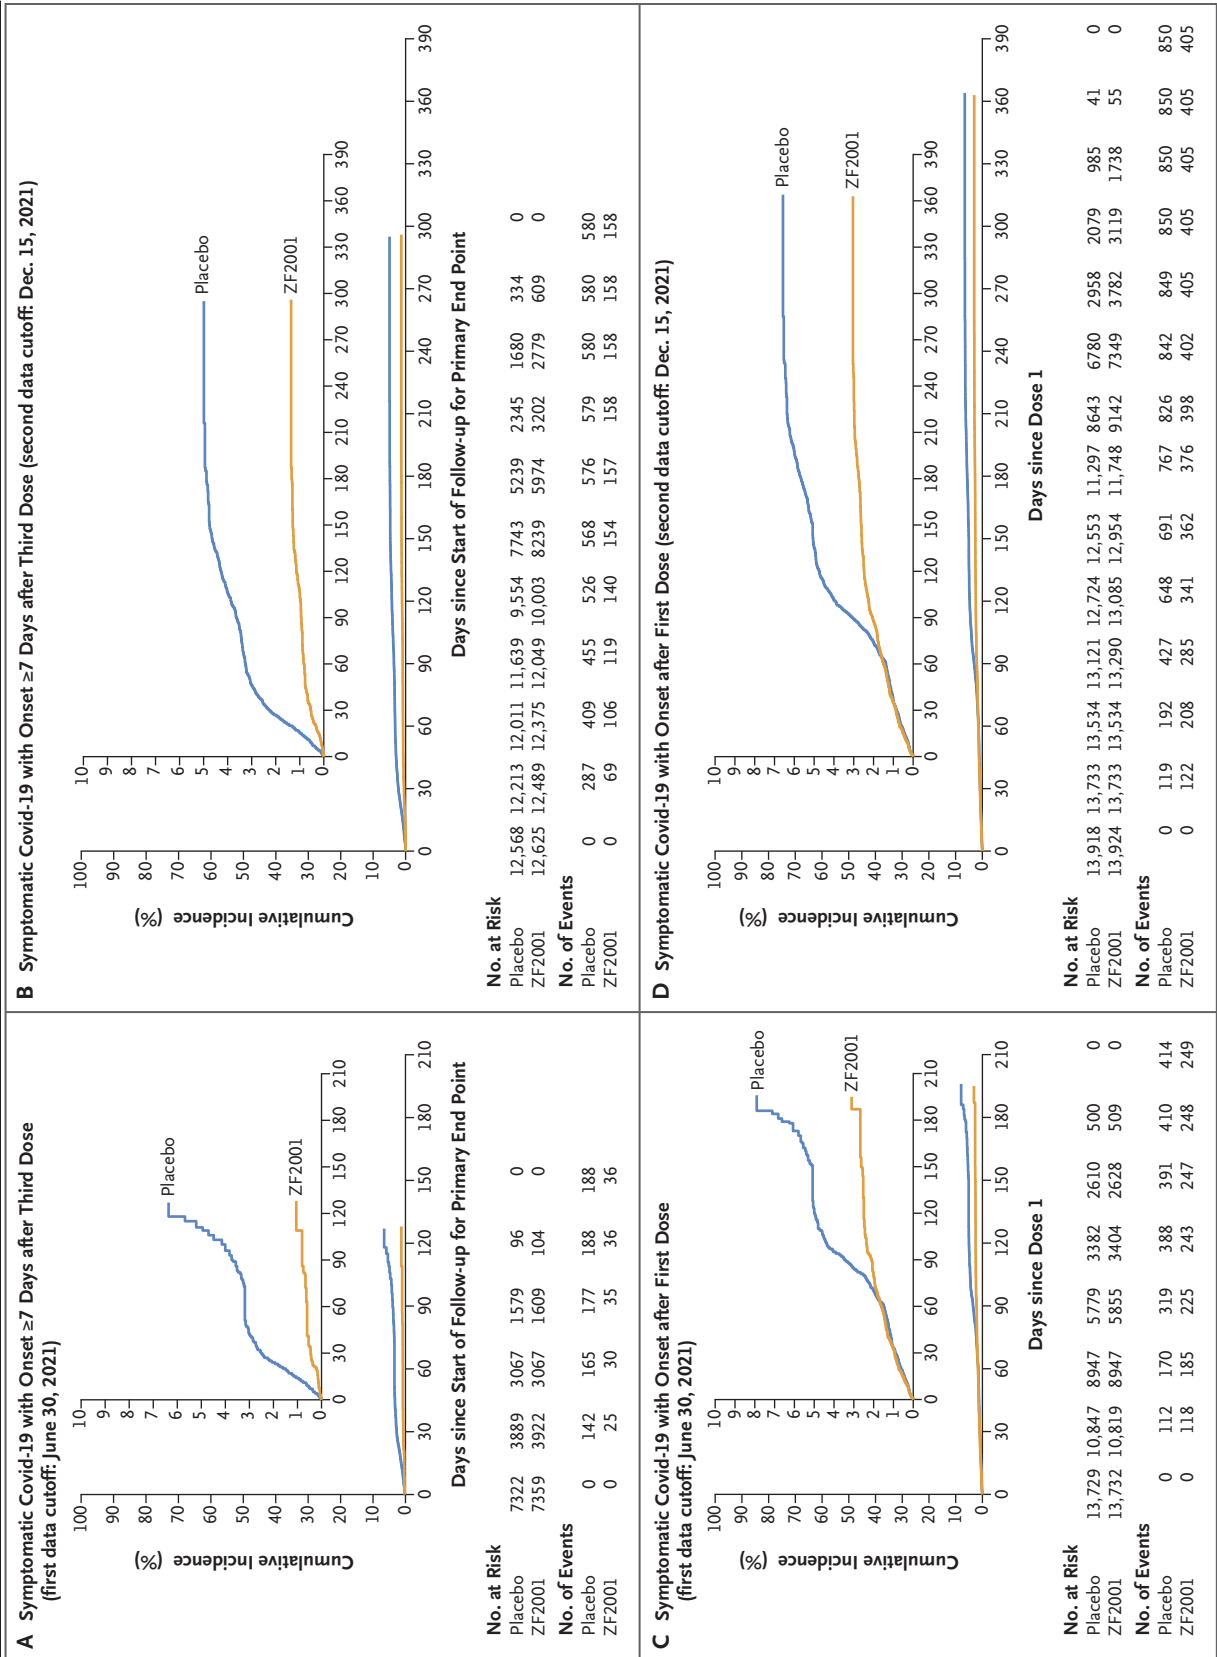 A Symptomatic Covid-19 with Onset ≥7 Days after Third Dose
(first data cutoff: June 30, 2021)
Cumulative Incidence (%)
100
90
80
70
60
50
40
30
20
10
0
10
9
8
7
6
5
4
3
2
1
0
Placebo
ZF2001
0 30 60 90 120 150 180 210
0 30 60 90 120 150 180 210
Days since Start of Follow-up for Primary End Point
No. at Risk
Placebo 7322 3889 3067 1579 96 0
ZF2001 7359 3922 3067 1609 104 0
No. of Events
Placebo 0 142 165 177 188 188
ZF2001 0 25 30 35 36 36
B Symptomatic Covid-19 with Onset ≥7 Days after Third Dose (second data cutoff: Dec. 15, 2021)
Cumulative Incidence (%)
100
90
80
70
60
50
40
30
20
10
0
10
9
8
7
6
5
4
3
2
1
0
Placebo
ZF2001
0 30 60 90 120 150 180 210 240 270 300 330 360 390
0 30 60 90 120 150 180 210 240 270 300 330 360 390
Days since Start of Follow-up for Primary End Point
No. at Risk
Placebo 12,568 12,213 12,011 11,639 9,554 7743 5239 2345 1680 334 0
ZF2001 12,625 12,489 12,375 12,049 10,003 8239 5974 3202 2779 609 0
No. of Events
Placebo 0 287 409 455 526 568 576 579 580 580 580
ZF2001 0 69 106 119 140 154 157 158 158 158 158
C Symptomatic Covid-19 with Onset after First Dose
(first data cutoff: June 30, 2021)
Cumulative Incidence (%)
100
90
80
70
60
50
40
30
20
10
0
10
9
8
7
6
5
4
3
2
1
0
Placebo
ZF2001
0 30 60 90 120 150 180 210
0 30 60 90 120 150 180 210
Days since Dose 1
No. at Risk
Placebo 13,729 10,847 8947 5779 3382 2610 500 0
ZF2001 13,732 10,819 8947 5855 3404 2628 509 0
No. of Events
Placebo 0 112 170 319 388 391 410 414
ZF2001 0 118 185 225 243 247 248 249
D Symptomatic Covid-19 with Onset after First Dose (second data cutoff: Dec. 15, 2021)
Cumulative Incidence (%)
100
90
80
70
60
50
40
30
20
10
0
10
9
8
7
6
5
4
3
2
1
0
Placebo
ZF2001
0 30 60 90 120 150 180 210 240 270 300 330 360 390
0 30 60 90 120 150 180 210 240 270 300 330 360 390
Days since Dose 1
No. at Risk
Placebo 13,918 13,733 13,534 13,121 12,724 12,553 11,297 8643 6780 2958 2079 985 41 0
ZF2001 13,924 13,733 13,534 13,290 13,085 12,954 11,748 9142 7349 3782 3119 1738 55 0
No. of Events
Placebo 0 119 192 427 648 691 767 826 842 849 850 850 850 850
ZF2001 0 122 208 285 341 362 376 398 402 405 405 405 405 405